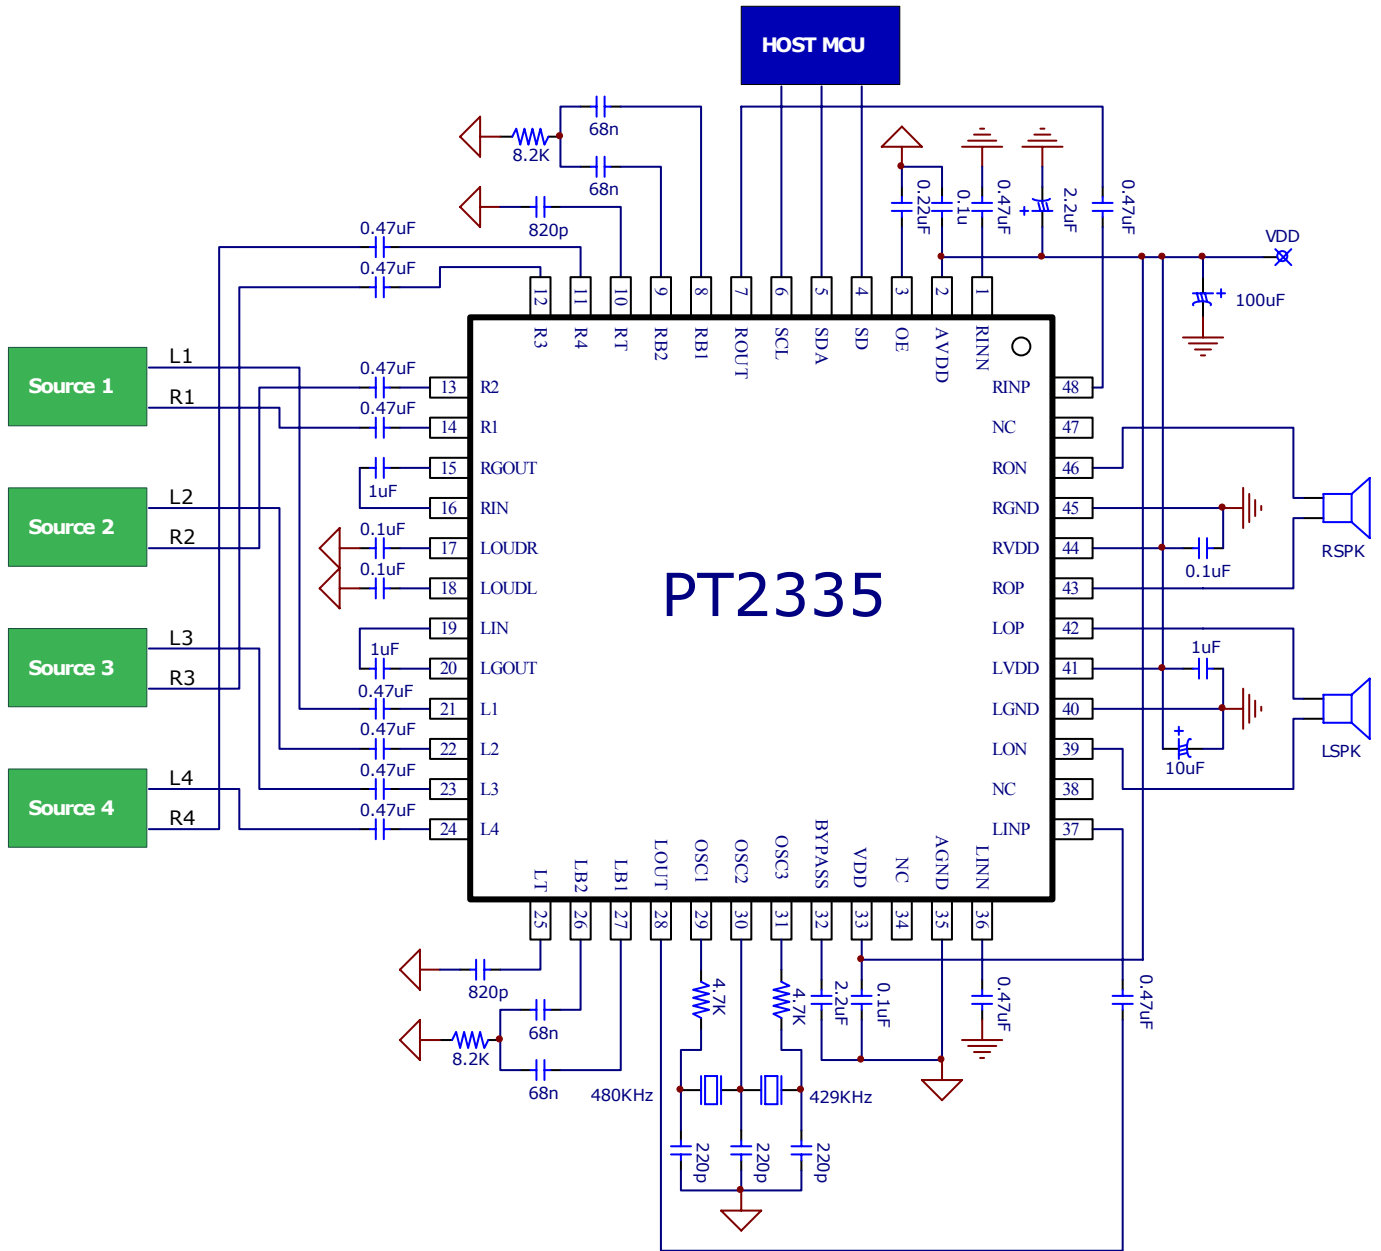 HOST MCU
68n
8.2K
68n
820p
0.47uF
0.47uF
0.22uF
0.1u
0.47uF
2.2uF
0.47uF
VDD
100uF
12
11
10
9
8
7
6
5
4
3
2
1
R3
R4
RT
RB2
RB1
ROUT
SCL
SDA
SD
OE
AVDD
RINN
Source 1
L1
R1
Source 2
L2
R2
Source 3
L3
R3
Source 4
L4
R4
0.47uF
13 R2
0.47uF
14 R1
15 RGOUT
1uF
16 RIN
0.1uF
17 LOUDR
0.1uF
18 LOUDL
19 LIN
1uF
20 LGOUT
0.47uF
21 L1
0.47uF
22 L2
0.47uF
23 L3
0.47uF
24 L4
PT2335
RINP 48
NC 47
RON 46
RGND 45
RVDD 44
ROP 43
LOP 42
LVDD 41
LGND 40
LON 39
NC 38
LINP 37
0.1uF
RSPK
1uF
10uF
LSPK
LT
LB2
LB1
LOUT
OSC1
OSC2
OSC3
BYPASS
VDD
NC
AGND
LINN
25
26
27
28
29
30
31
32
33
34
35
36
820p
68n
8.2K
68n
4.7K
4.7K
2.2uF
0.1uF
0.47uF
0.47uF
480KHz
429KHz
220p
220p
220p
+
+
+